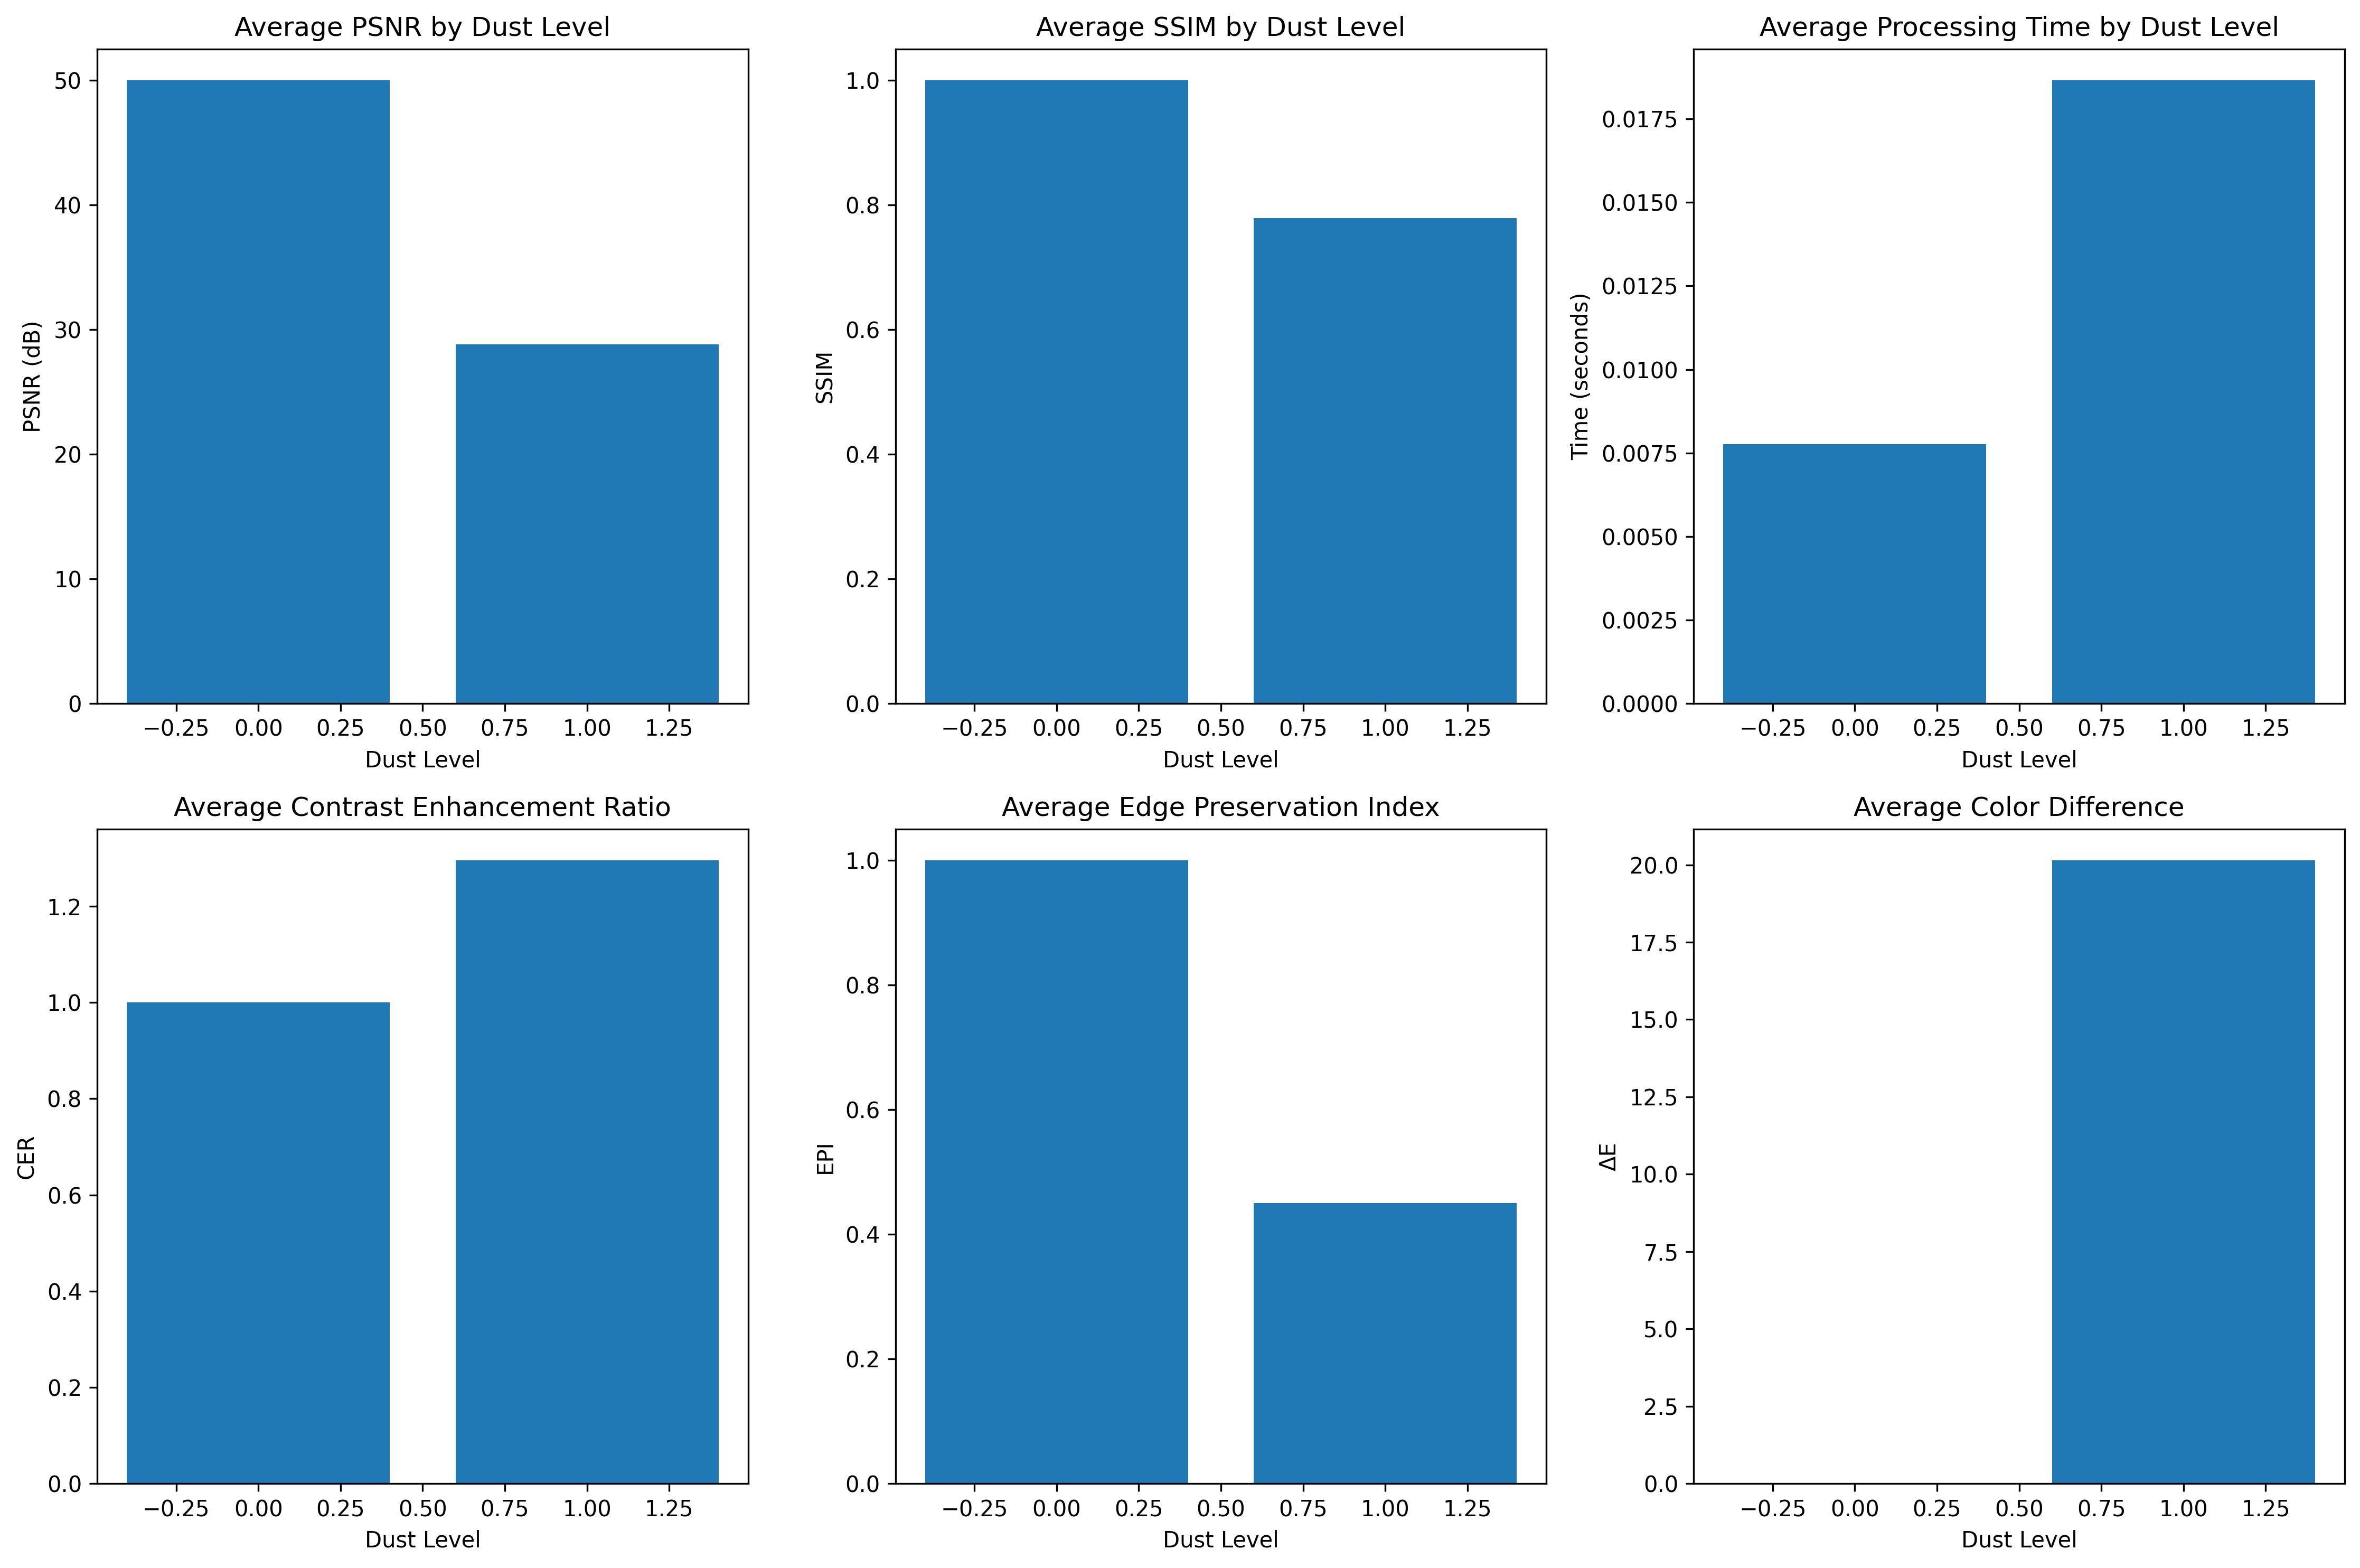 Average PSNR by Dust Level
PSNR (dB)
50
40
30
20
10
0
−0.25 0.00 0.25 0.50 0.75 1.00 1.25
Dust Level
Average SSIM by Dust Level
SSIM
1.0
0.8
0.6
0.4
0.2
0.0
−0.25 0.00 0.25 0.50 0.75 1.00 1.25
Dust Level
Average Processing Time by Dust Level
Time (seconds)
0.0175
0.0150
0.0125
0.0100
0.0075
0.0050
0.0025
0.0000
−0.25 0.00 0.25 0.50 0.75 1.00 1.25
Dust Level
Average Contrast Enhancement Ratio
CER
1.2
1.0
0.8
0.6
0.4
0.2
0.0
−0.25 0.00 0.25 0.50 0.75 1.00 1.25
Dust Level
Average Edge Preservation Index
EPI
1.0
0.8
0.6
0.4
0.2
0.0
−0.25 0.00 0.25 0.50 0.75 1.00 1.25
Dust Level
Average Color Difference
ΔE
20.0
17.5
15.0
12.5
10.0
7.5
5.0
2.5
0.0
−0.25 0.00 0.25 0.50 0.75 1.00 1.25
Dust Level